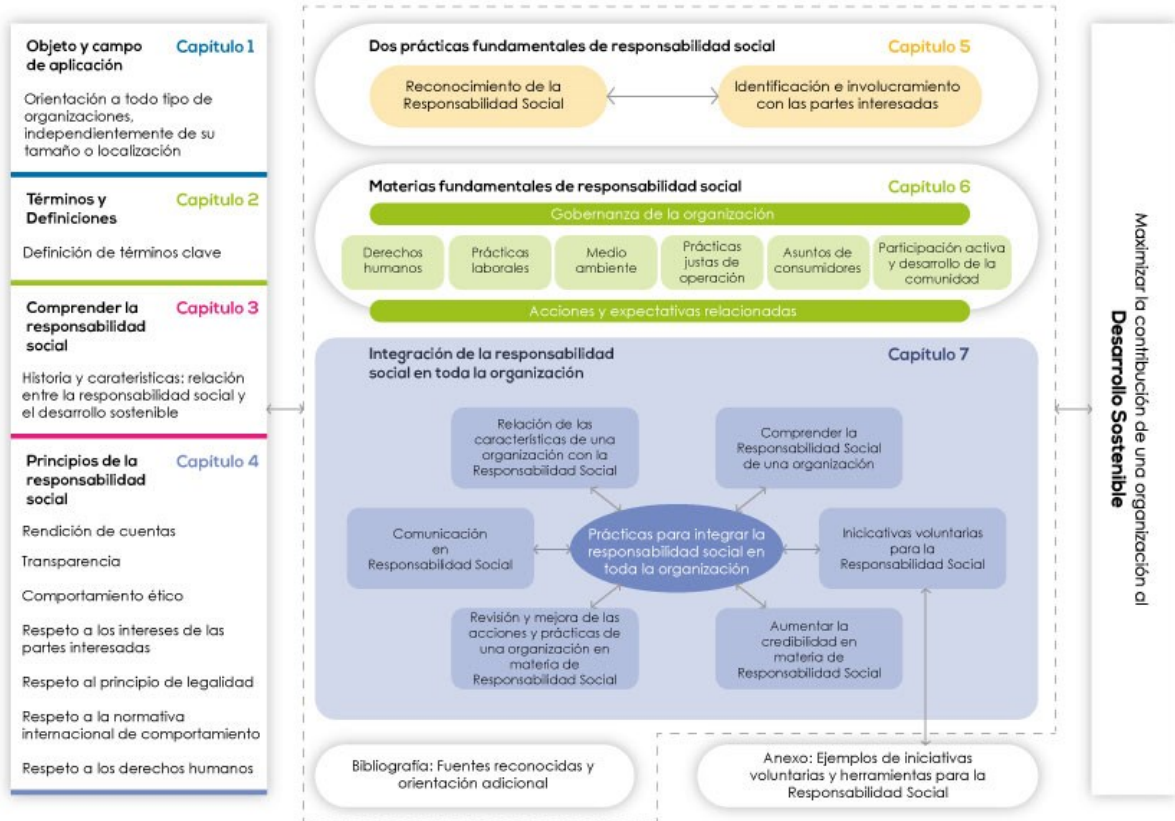 Objeto y campo
de aplicación
Capítulo 1
Orientación a todo tipo de
organizaciones,
independientemente de su
tamaño o localización
Términos y
Definiciones
Capítulo 2
Definición de términos clave
Comprender la
responsabilidad
social
Capítulo 3
Historia y carateristicas: relación
entre la responsabilidad social y
el desarrollo sostenible
Principios de la
responsabilidad
social
Capítulo 4
Rendición de cuentas
Transparencia
Comportamiento ético
Respeto a los intereses de las
partes interesadas
Respeto al principio de legalidad
Respeto a la normativa
internacional de comportamiento
Respeto a los derechos humanos
Dos prácticas fundamentales de responsabilidad social
Capítulo 5
Reconocimiento de la
Responsabilidad Social
Identificación e involucramiento
con las partes interesadas
Materias fundamentales de responsabilidad social
Capítulo 6
Gobernanza de la organización
Derechos
humanos
Prácticas
laborales
Medio
ambiente
Prácticas
justas de
operación
Asuntos de
consumidores
Participación activa
y desarrollo de la
comunidad
Acciones y expectativas relacionadas
Integración de la responsabilidad
social en toda la organización
Capítulo 7
Relación de las
características de una
organización con la
Responsabilidad Social
Comprender la
Responsabilidad Social
de una organización
Comunicación
en
Responsabilidad Social
Prácticas para integrar la
responsabilidad social en
toda la organización
Inicicativas voluntarias
para la
Responsabilidad Social
Revisión y mejora de las
acciones y prácticas de
una organización en
materia de
Responsabilidad Social
Aumentar la
credibilidad en
materia de
Responsabilidad Social
Bibliografía: Fuentes reconocidas y
orientación adicional
Anexo: Ejemplos de iniciativas
voluntarias y herramientas para la
Responsabilidad Social
Maximizar la contribución de una organización al
Desarrollo Sostenible